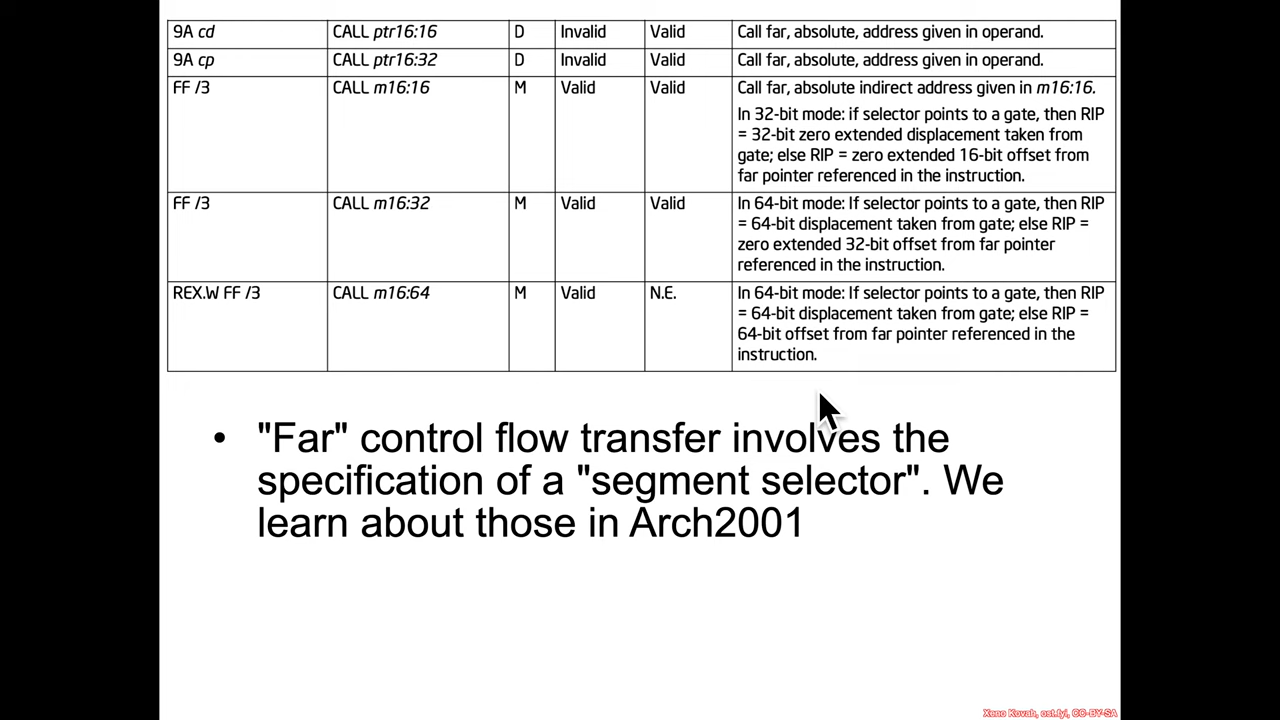 9A cd CALL ptr16:16 D Invalid Valid Call far, absolute, address given in operand.
9A cp CALL ptr16:32 D Invalid Valid Call far, absolute, address given in operand.
FF /3 CALL m16:16 M Valid Valid Call far, absolute indirect address given in m16:16.
In 32-bit mode: if selector points to a gate, then RIP
= 32-bit zero extended displacement taken from
gate; else RIP = zero extended 16-bit offset from
far pointer referenced in the instruction.
FF /3 CALL m16:32 M Valid Valid In 64-bit mode: If selector points to a gate, then RIP
= 64-bit displacement taken from gate; else RIP =
zero extended 32-bit offset from far pointer
referenced in the instruction.
REX.W FF /3 CALL m16:64 M Valid N.E. In 64-bit mode: If selector points to a gate, then RIP
= 64-bit displacement taken from gate; else RIP =
64-bit offset from far pointer referenced in the
instruction.
• "Far" control flow transfer involves the
specification of a "segment selector". We
learn about those in Arch2001
Xeno Kovah, ost.fyi, CC-BY-SA